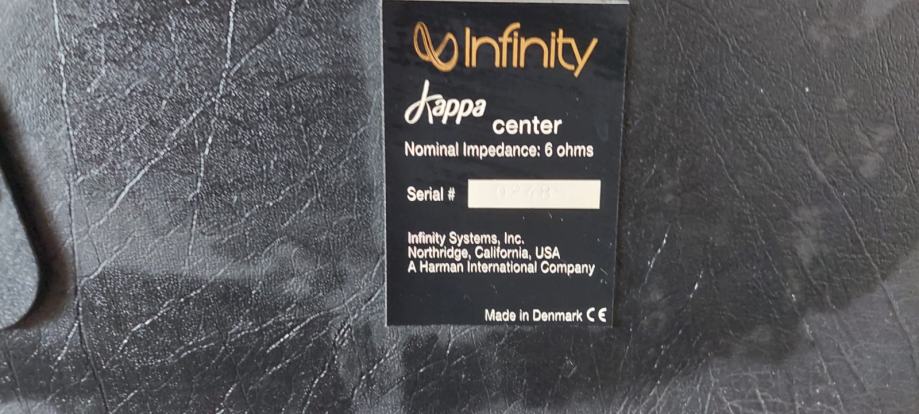 Infinity
Kappa
center
Nominal Impedance: 6 ohms
Serial #
Infinity Systems, Inc.
Northridge, California, USA
A Harman International Company
Made in Denmark CE